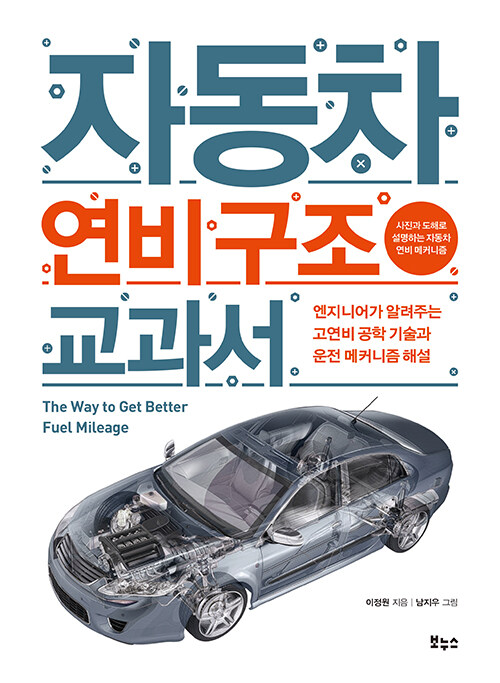 자동차
연비 구조
교과서
사진과 도해로
설명하는 자동차
연비 메커니즘
엔지니어가 알려주는
고연비 공학 기술과
운전 메커니즘 해설
The Way to Get Better
Fuel Mileage
이정원 지음 | 남지우 그림
보누스